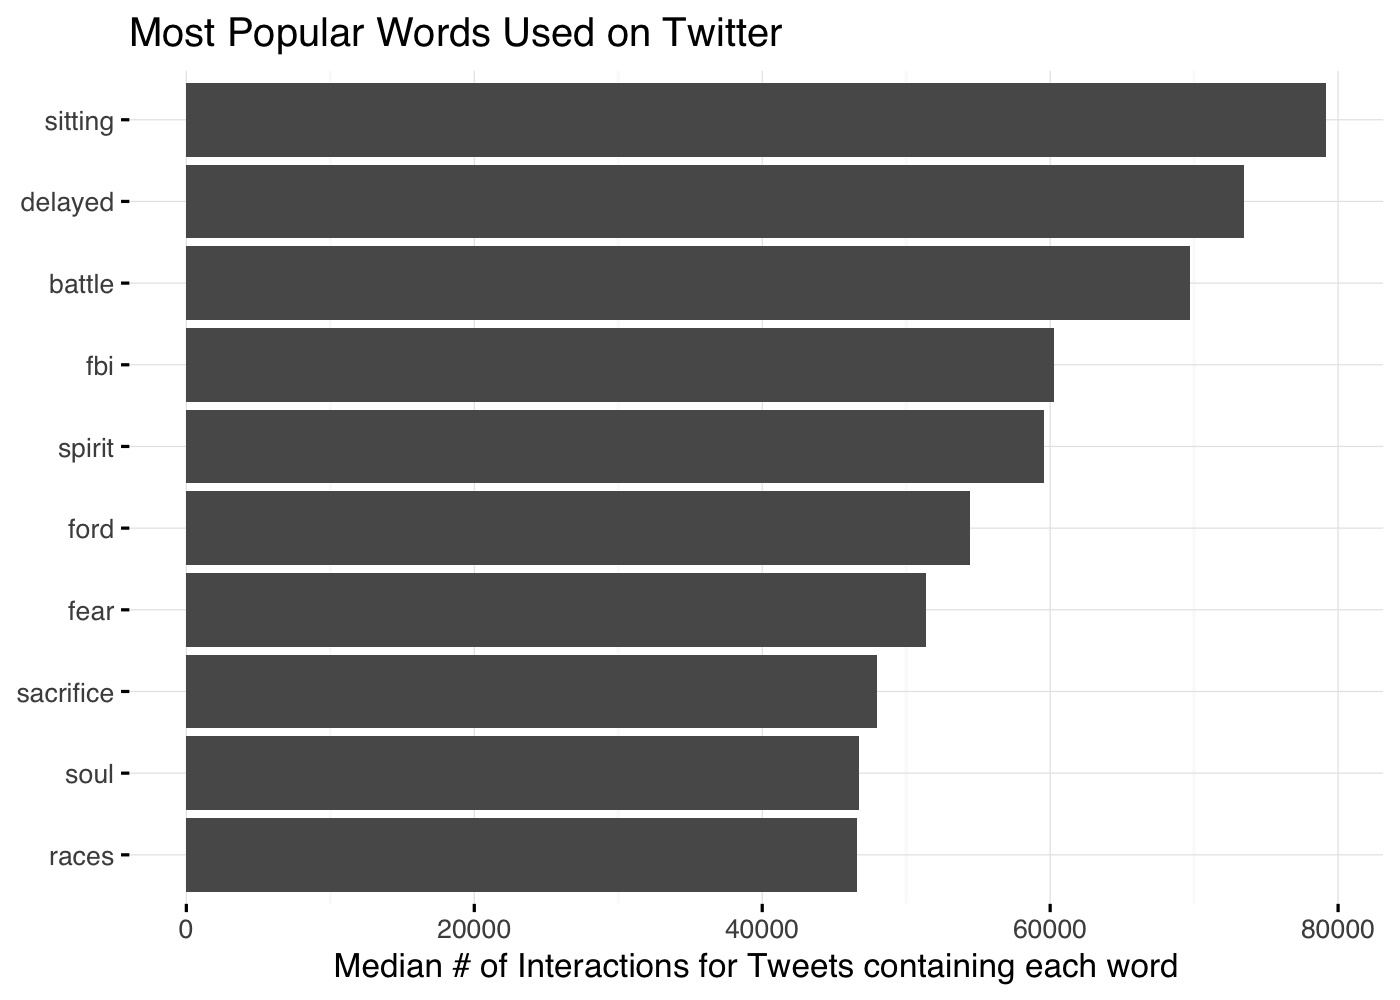 Most Popular Words Used on Twitter
sitting
delayed
battle
fbi
spirit
ford
fear
sacrifice
soul
races
0 20000 40000 60000 80000
Median # of Interactions for Tweets containing each word